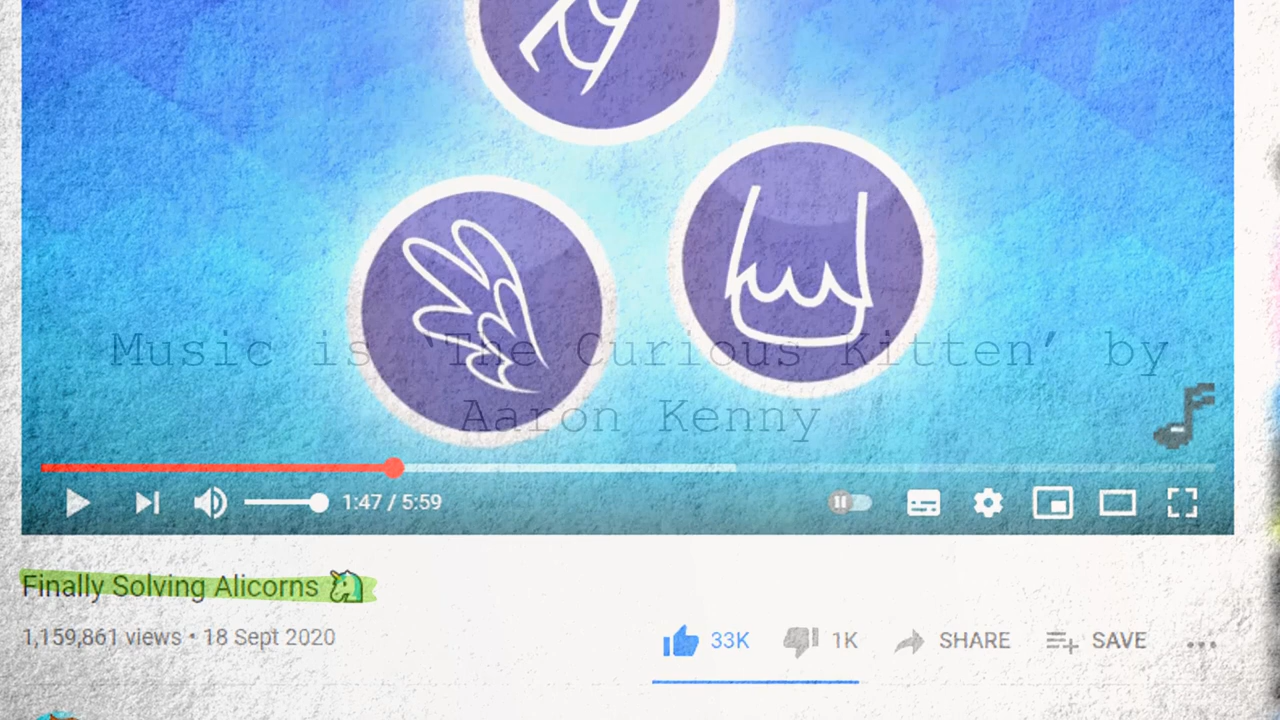 Music is ‘The Curious Kitten’ by
Aaron Kenny
1:47 / 5:59
Finally Solving Alicorns 🦄
1,159,861 views • 18 Sept 2020
33K 1K SHARE SAVE